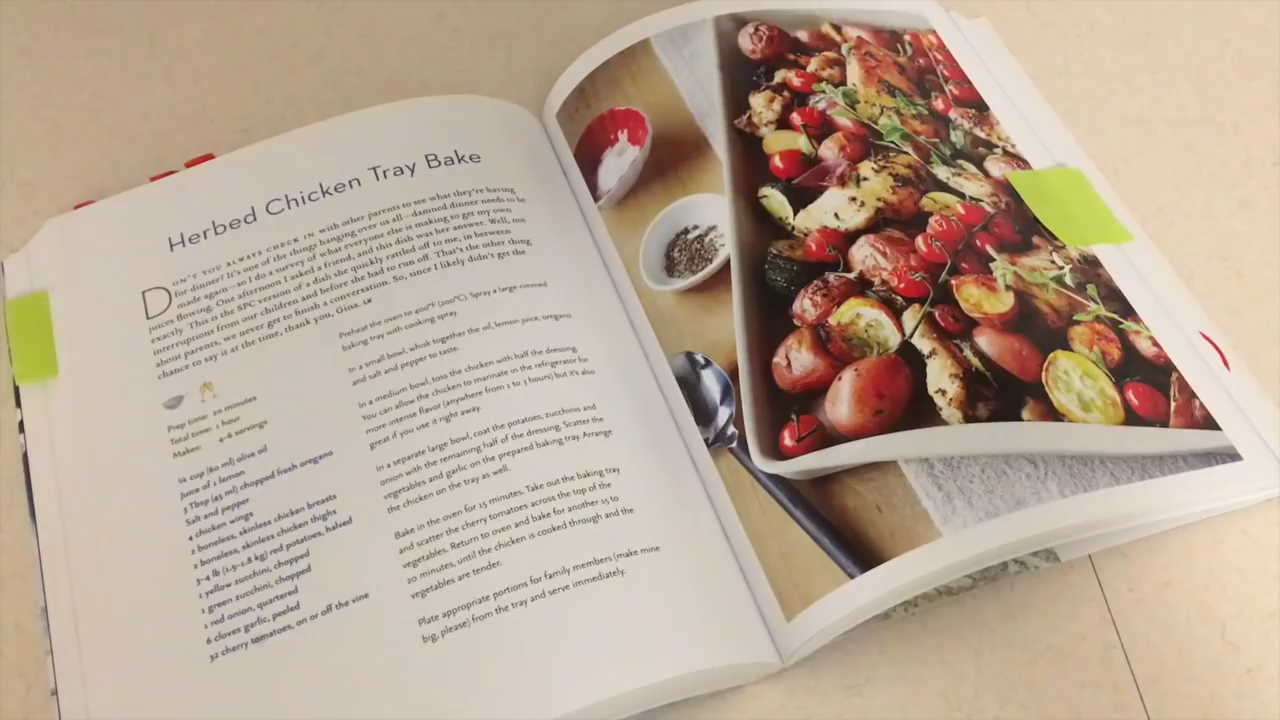 Herbed Chicken Tray Bake
DON'T YOU ALWAYS CHECK IN with other parents to see what they're having
for dinner? It's one of the things hanging over us all—damned dinner needs to be
made again—so I do a survey of what everyone else is making to get my own
juices flowing. One afternoon I asked a friend, and this dish was her answer. Well, not
exactly. This is the SPC version of a dish she quickly rattled off to me, in between
interruptions from our children and before she had to run off. That's the other thing
about parents, we never get to finish a conversation. So, since I likely didn't get the
chance to say it at the time, thank you, Gina. LK
Prep time: 20 minutes
Total time: 1 hour
Makes: 4–6 servings
¼ cup (60 ml) olive oil
Juice of 1 lemon
3 Tbsp (45 ml) chopped fresh oregano
Salt and pepper
4 chicken wings
2 boneless, skinless chicken breasts
2 boneless, skinless chicken thighs
3–4 lb (1.5–1.8 kg) red potatoes, halved
1 yellow zucchini, chopped
1 green zucchini, chopped
1 red onion, quartered
6 cloves garlic, peeled
32 cherry tomatoes, on or off the vine
Preheat the oven to 400°F (200°C). Spray a large rimmed
baking tray with cooking spray.
In a small bowl, whisk together the oil, lemon juice, oregano
and salt and pepper to taste.
In a medium bowl, toss the chicken with half the dressing.
You can allow the chicken to marinate in the refrigerator for
more intense flavor (anywhere from 1 to 3 hours) but it's also
great if you use it right away.
In a separate large bowl, coat the potatoes, zucchinis and
onion with the remaining half of the dressing. Scatter the
vegetables and garlic on the prepared baking tray. Arrange
the chicken on the tray as well.
Bake in the oven for 15 minutes. Take out the baking tray
and scatter the cherry tomatoes across the top of the
vegetables. Return to oven and bake for another 15 to
20 minutes, until the chicken is cooked through and the
vegetables are tender.
Plate appropriate portions for family members (make mine
big, please) from the tray and serve immediately.